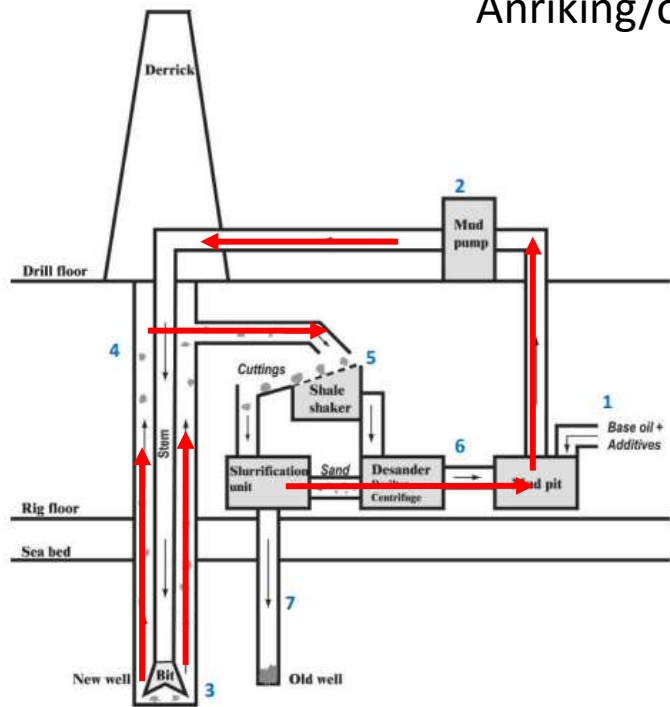 Anriking/
Derrick
2
Mud
pump
Drill floor
4
5
Cuttings
Shale
shaker
1
Base oil +
Additives
Stem
6
Slurrification
unit
Sand
Desander
Centrifuge
Mud pit
Rig floor
Sea bed
7
New well
Bit
3
Old well